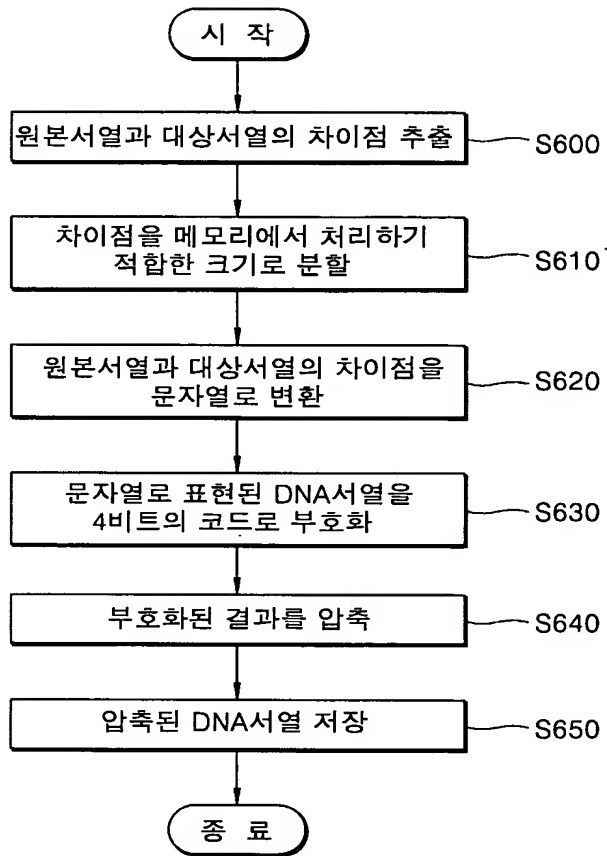 시 작
원본서열과 대상서열의 차이점 추출
S600
차이점을 메모리에서 처리하기
적합한 크기로 분할
S610
원본서열과 대상서열의 차이점을
문자열로 변환
S620
문자열로 표현된 DNA서열을
4비트의 코드로 부호화
S630
부호화된 결과를 압축
S640
압축된 DNA서열 저장
S650
종 료